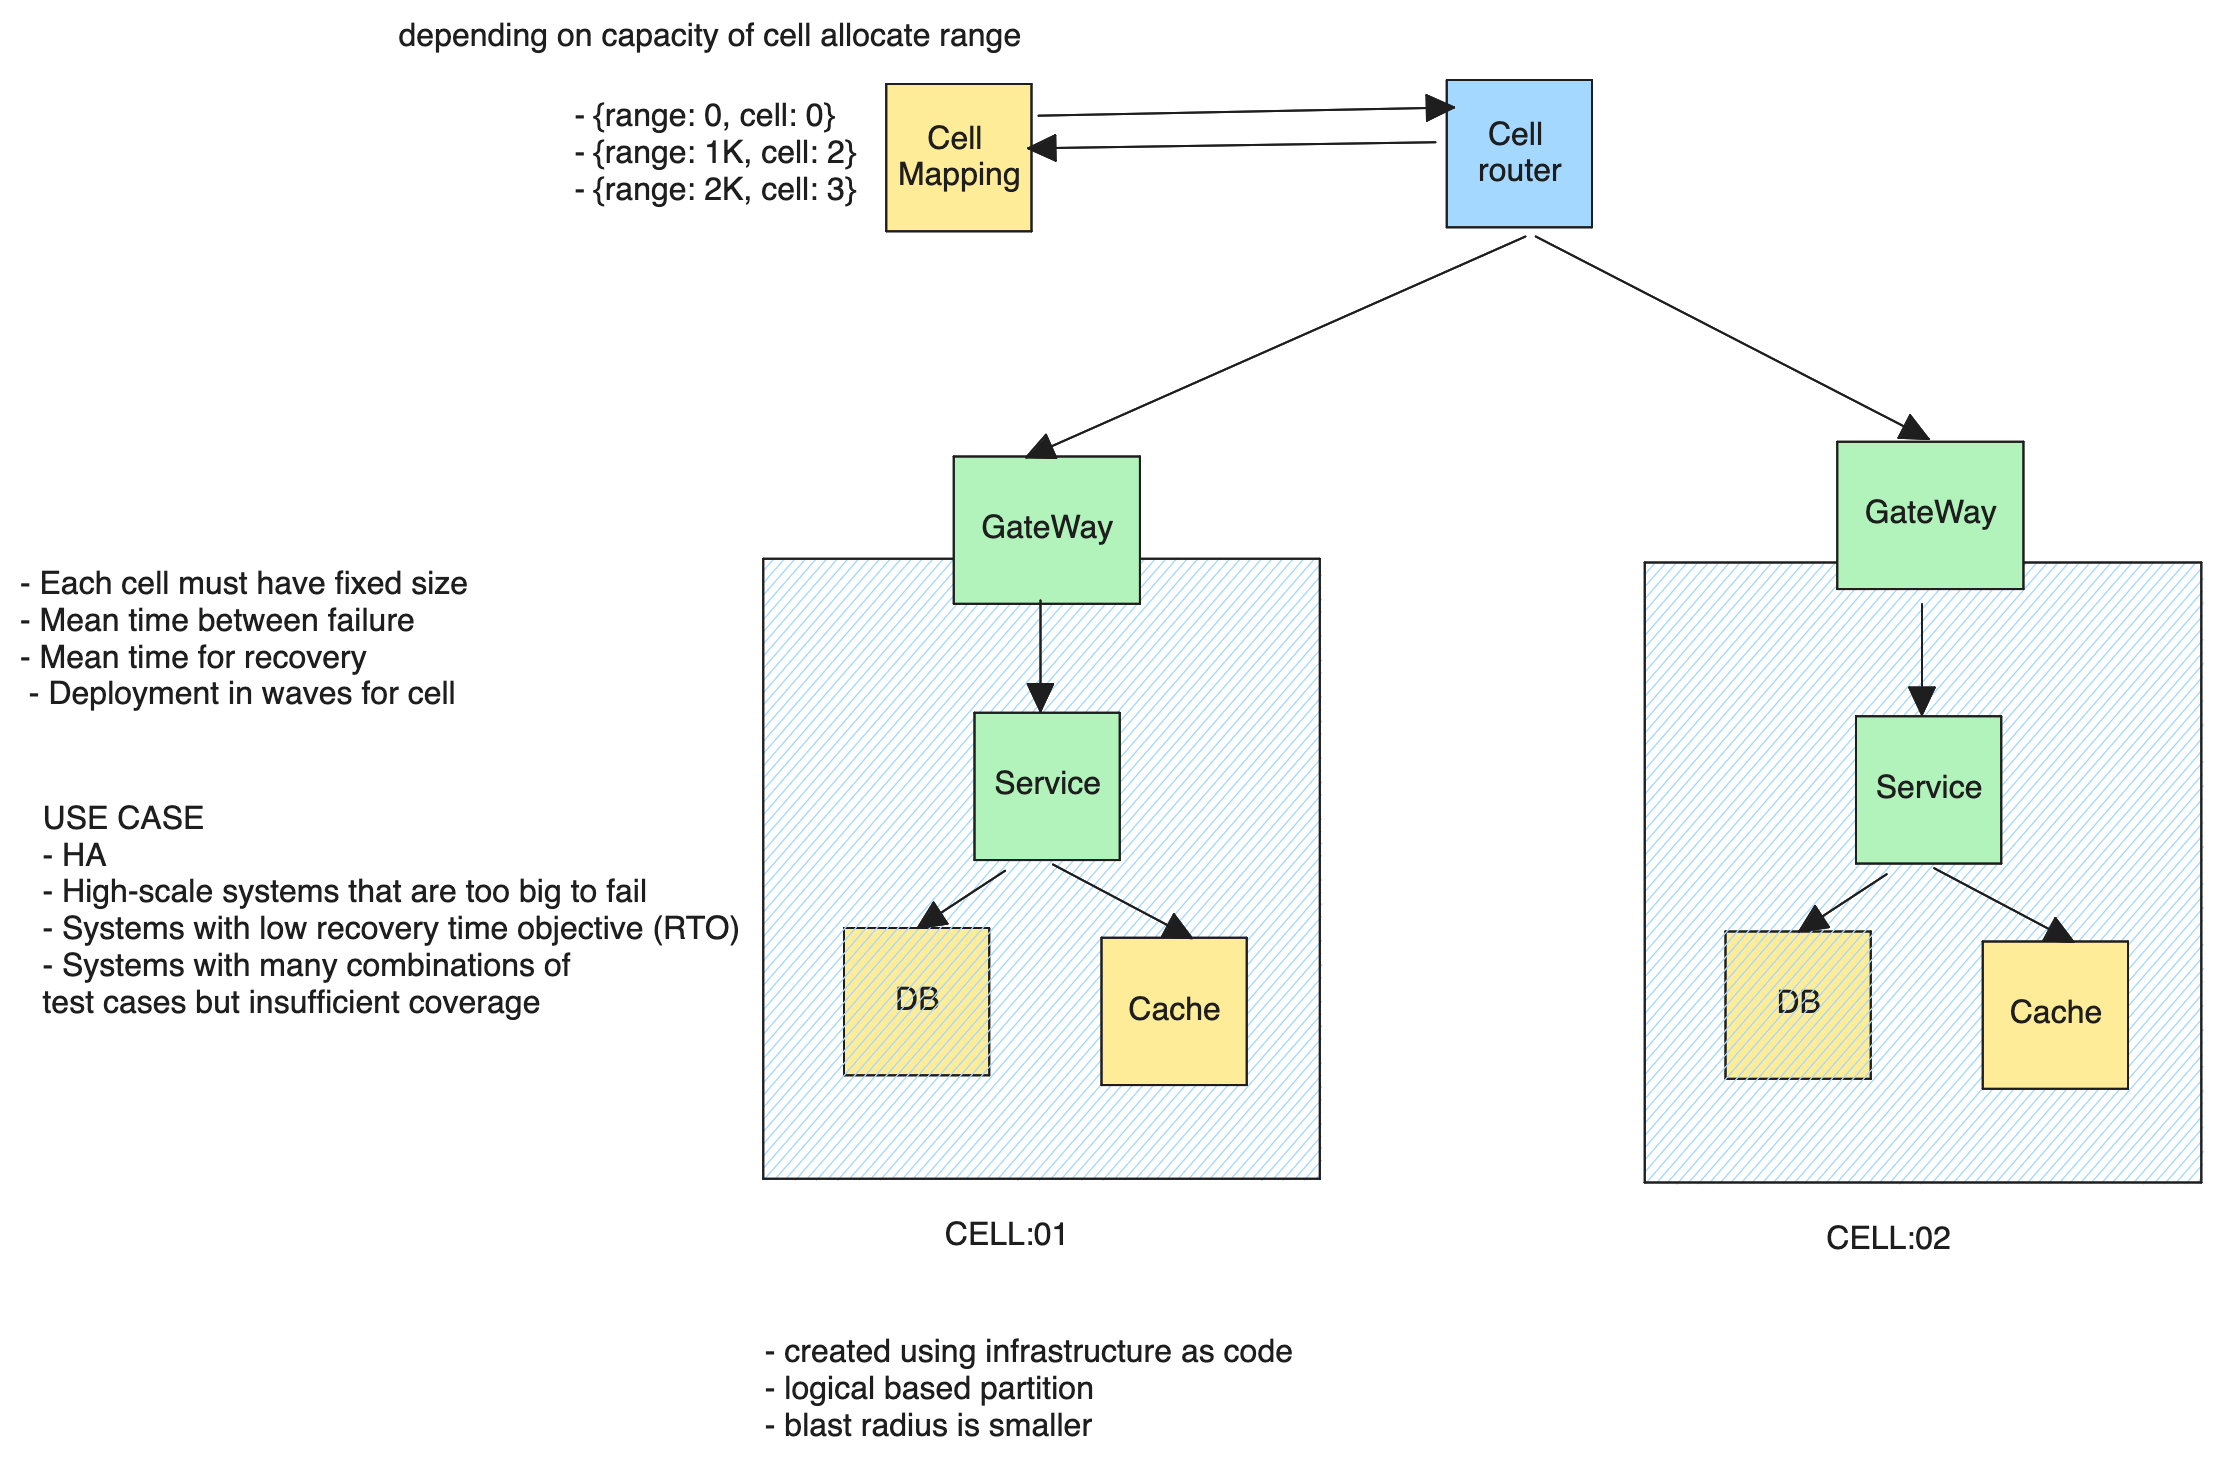 depending on capacity of cell allocate range
- {range: 0, cell: 0}
- {range: 1K, cell: 2}
- {range: 2K, cell: 3}
Cell
Mapping
Cell
router
GateWay
GateWay
- Each cell must have fixed size
- Mean time between failure
- Mean time for recovery
- Deployment in waves for cell
Service
Service
USE CASE
- HA
- High-scale systems that are too big to fail
- Systems with low recovery time objective (RTO)
- Systems with many combinations of
test cases but insufficient coverage
DB
Cache
DB
Cache
CELL:01
CELL:02
- created using infrastructure as code
- logical based partition
- blast radius is smaller